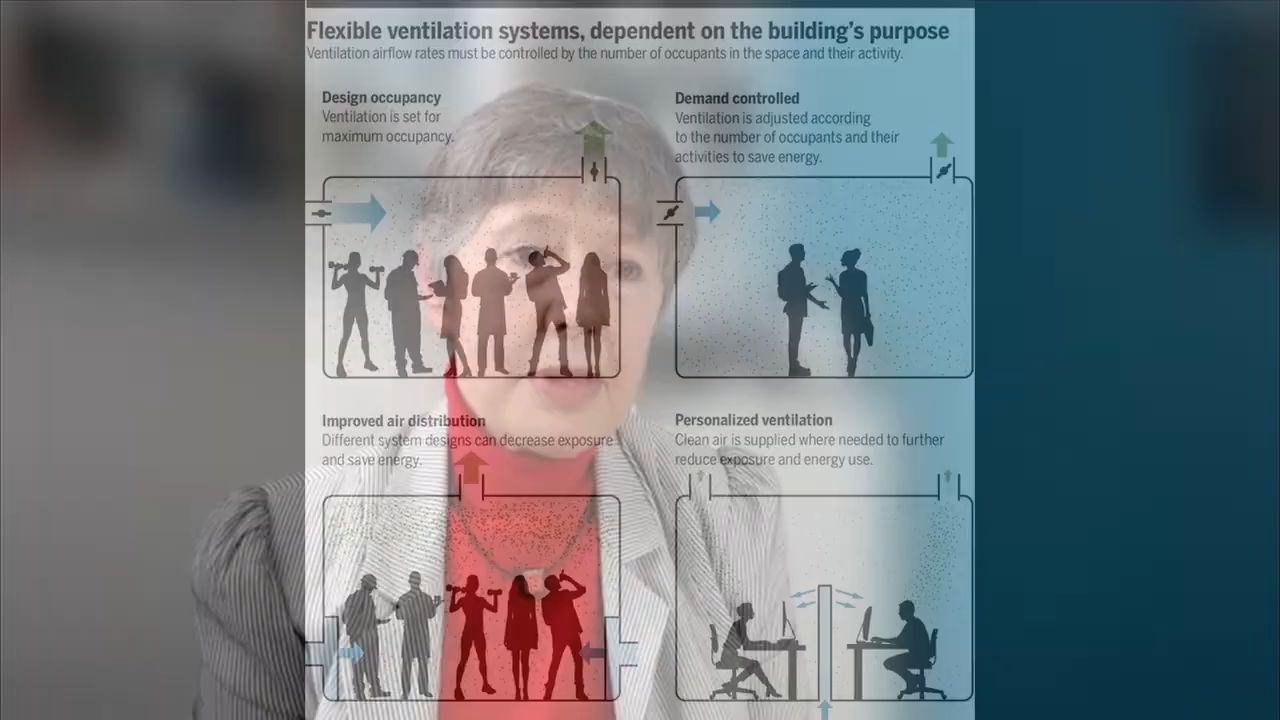 Flexible ventilation systems, dependent on the building's purpose
Ventilation airflow rates must be controlled by the number of occupants in the space and their activity.
Design occupancy
Ventilation is set for
maximum occupancy.
Demand controlled
Ventilation is adjusted according
to the number of occupants and their
activities to save energy.
Improved air distribution
Different system designs can decrease exposure
and save energy.
Personalized ventilation
Clean air is supplied where needed to further
reduce exposure and energy use.